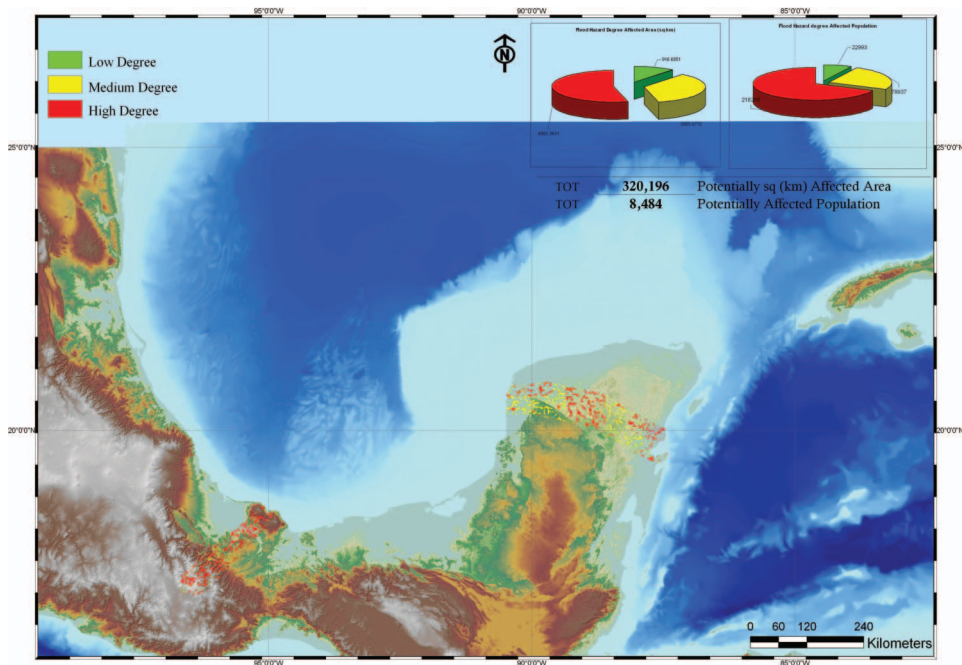 95°0'0"W
90°0'0"W
85°0'0"W
Low Degree
Medium Degree
High Degree
N
Flood Hazard Degree Affected Area (sq km)
Flood Hazard degree Affected Population
22993
25°0'0"N
25°0'0"N
TOT 320,196 Potentially sq (km) Affected Area
TOT 8,484 Potentially Affected Population
20°0'0"N
20°0'0"N
0 60 120 240
Kilometers
95°0'0"W
90°0'0"W
85°0'0"W